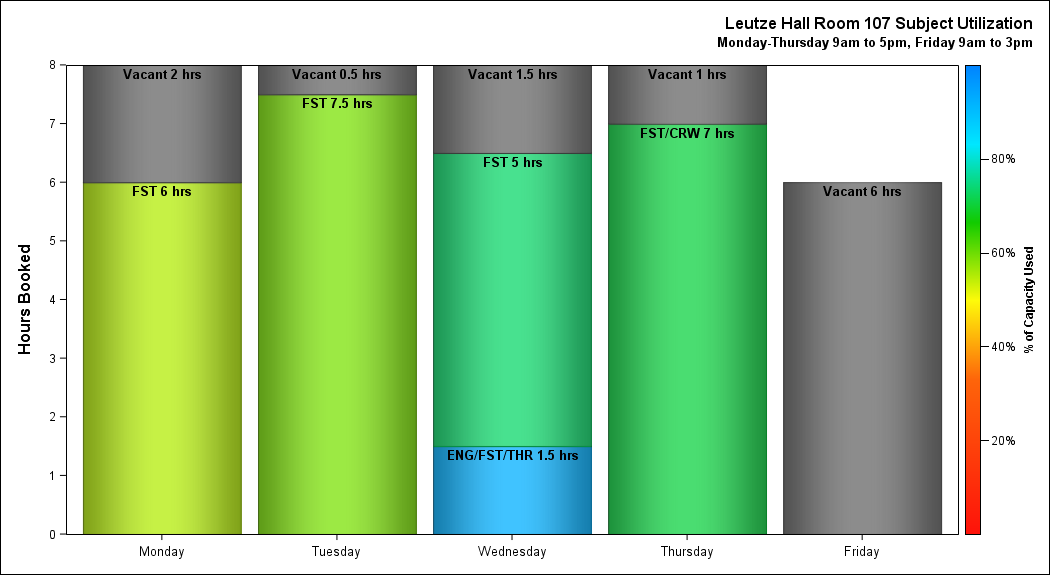 Leutze Hall Room 107 Subject Utilization
Monday-Thursday 9am to 5pm, Friday 9am to 3pm
Hours Booked
8
7
6
5
4
3
2
1
0
Vacant 2 hrs
FST 6 hrs
Vacant 0.5 hrs
FST 7.5 hrs
Vacant 1.5 hrs
FST 5 hrs
ENG/FST/THR 1.5 hrs
Vacant 1 hrs
FST/CRW 7 hrs
Vacant 6 hrs
Monday
Tuesday
Wednesday
Thursday
Friday
80%
60%
40%
20%
% of Capacity Used